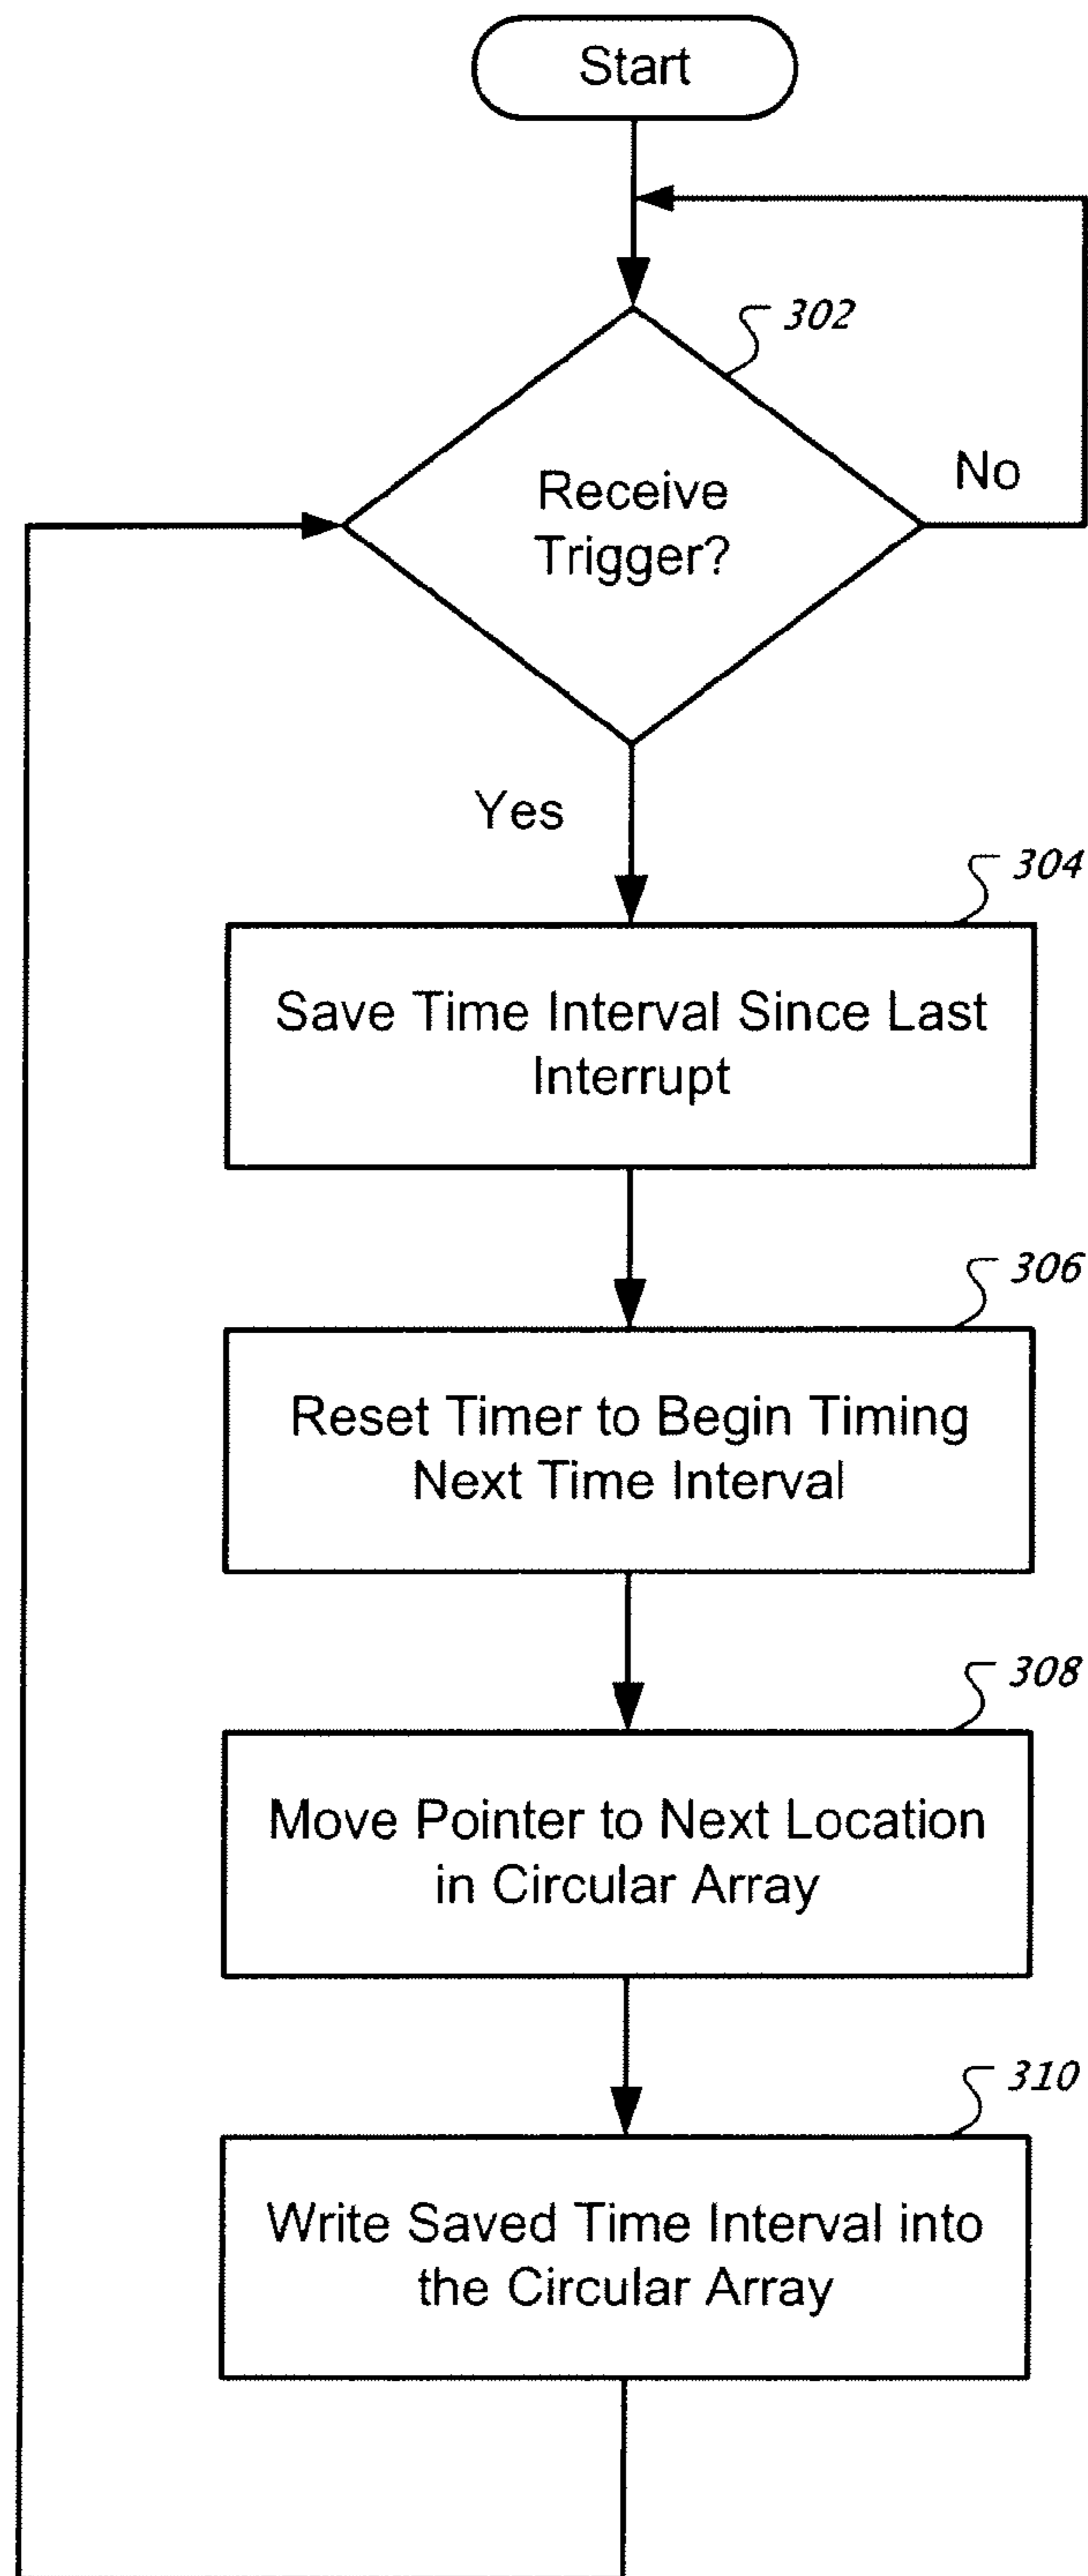 Start
302
No
Receive
Trigger?
Yes
304
Save Time Interval Since Last
Interrupt
306
Reset Timer to Begin Timing
Next Time Interval
308
Move Pointer to Next Location
in Circular Array
310
Write Saved Time Interval into
the Circular Array